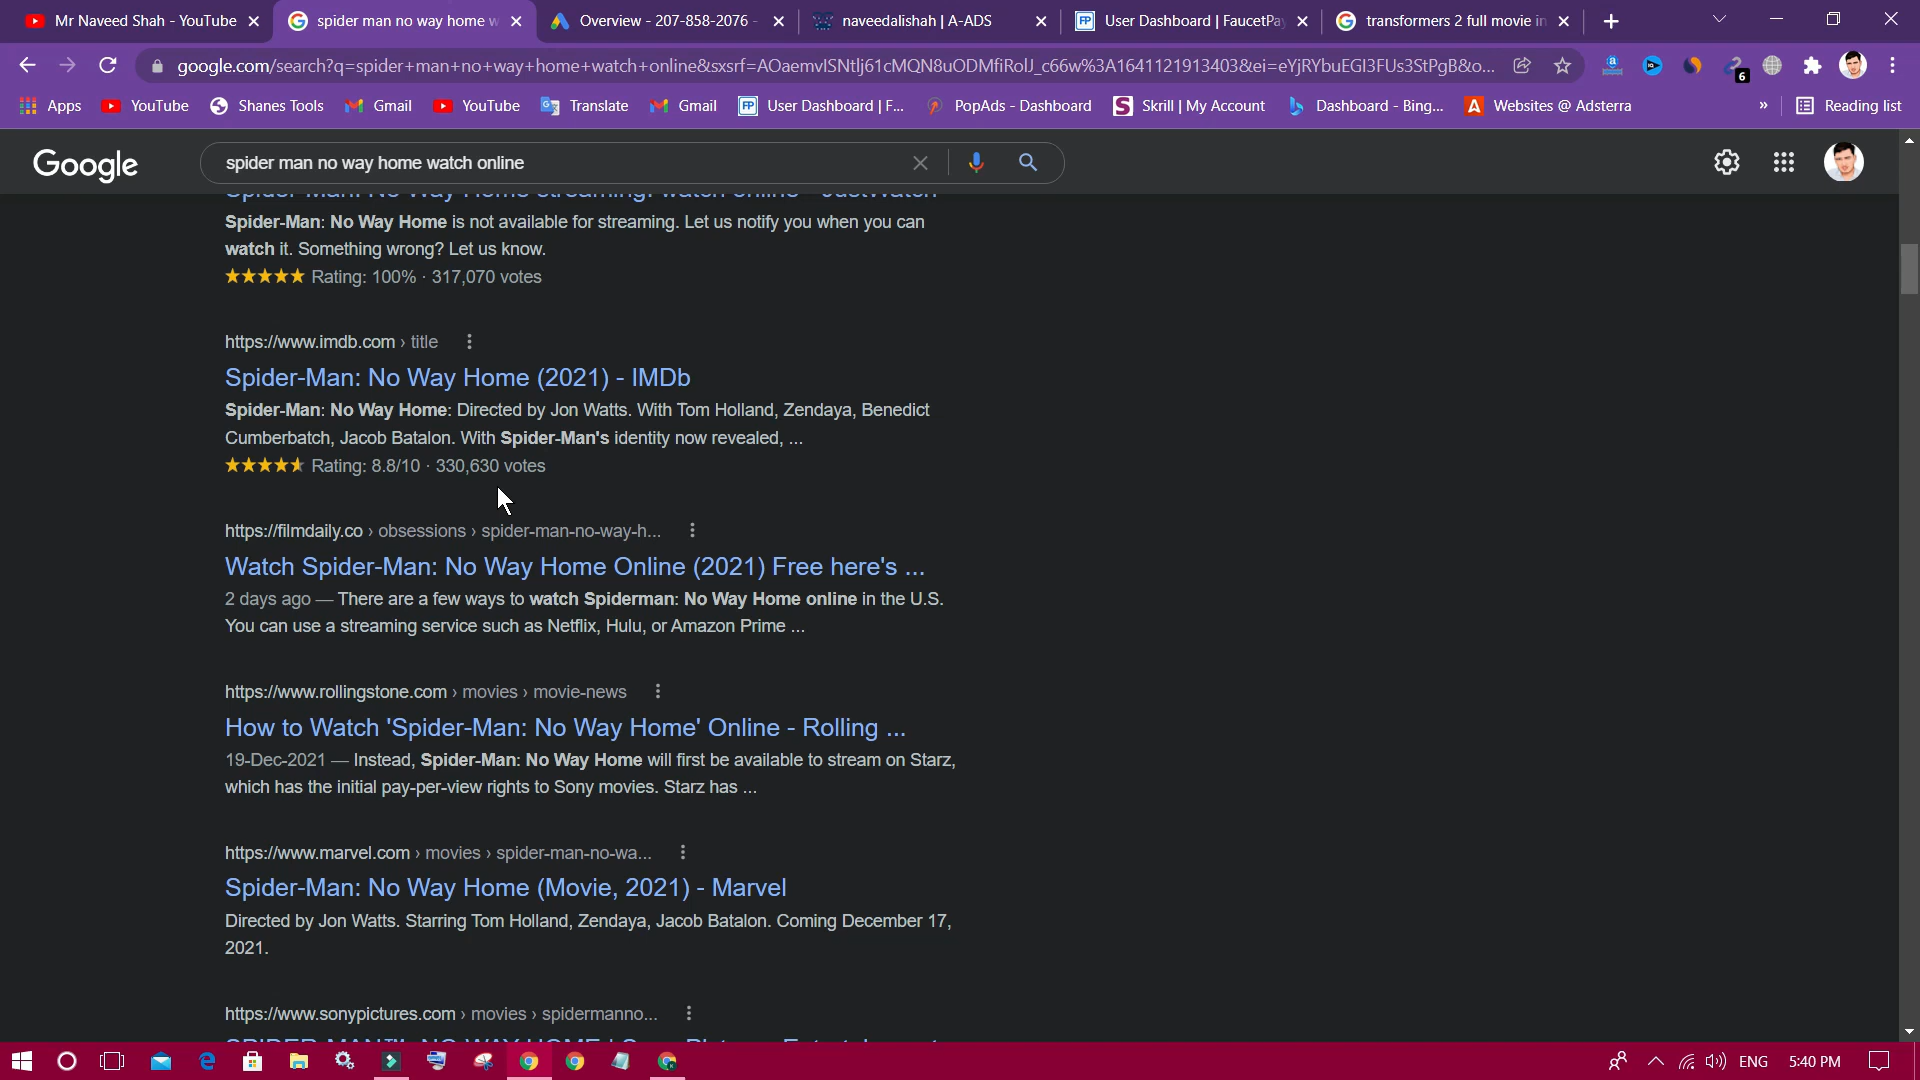 Mr Naveed Shah - YouTube
spider man no way home w
Overview - 207-858-2076 -
naveedalishah | A-ADS
User Dashboard | FaucetPay
transformers 2 full movie in
google.com/search?q=spider+man+no+way+home+watch+online&sxsrf=AOaemvISNtIj61cMQN8uODMfiRolJ_c66w%3A1641121913403&ei=eYjRYbuEGI3FUs3StPgB&o...
6
Apps
YouTube
Shanes Tools
Gmail
YouTube
Translate
Gmail
User Dashboard | F...
PopAds - Dashboard
Skrill | My Account
Dashboard - Bing...
Websites @ Adsterra
»
Reading list
Google
spider man no way home watch online
Spider-Man: No Way Home streaming: watch online - JustWatch
Spider-Man: No Way Home is not available for streaming. Let us notify you when you can
watch it. Something wrong? Let us know.
Rating: 100% · 317,070 votes
https://www.imdb.com › title
Spider-Man: No Way Home (2021) - IMDb
Spider-Man: No Way Home: Directed by Jon Watts. With Tom Holland, Zendaya, Benedict
Cumberbatch, Jacob Batalon. With Spider-Man's identity now revealed, ...
Rating: 8.8/10 · 330,630 votes
https://filmdaily.co › obsessions › spider-man-no-way-h...
Watch Spider-Man: No Way Home Online (2021) Free here's ...
2 days ago — There are a few ways to watch Spiderman: No Way Home online in the U.S.
You can use a streaming service such as Netflix, Hulu, or Amazon Prime ...
https://www.rollingstone.com › movies › movie-news
How to Watch 'Spider-Man: No Way Home' Online - Rolling ...
19-Dec-2021 — Instead, Spider-Man: No Way Home will first be available to stream on Starz,
which has the initial pay-per-view rights to Sony movies. Starz has ...
https://www.marvel.com › movies › spider-man-no-wa...
Spider-Man: No Way Home (Movie, 2021) - Marvel
Directed by Jon Watts. Starring Tom Holland, Zendaya, Jacob Batalon. Coming December 17,
2021.
https://www.sonypictures.com › movies › spidermanno...
ENG
5:40 PM